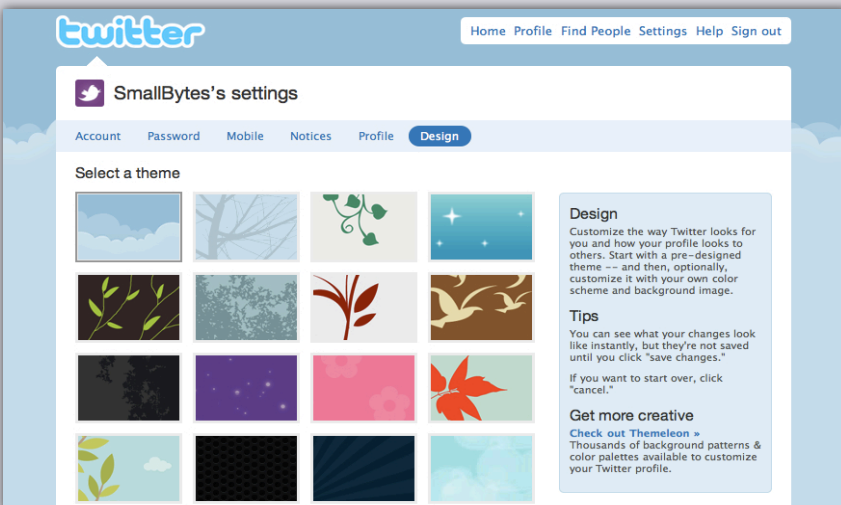 twitter
Home Profile Find People Settings Help Sign out
SmallBytes's settings
Account Password Mobile Notices Profile Design
Select a theme
Design
Customize the way Twitter looks for
you and how your profile looks to
others. Start with a pre-designed
theme -- and then, optionally,
customize it with your own color
scheme and background image.
Tips
You can see what your changes look
like instantly, but they're not saved
until you click "save changes."
If you want to start over, click
"cancel."
Get more creative
Check out Themeleon »
Thousands of background patterns &
color palettes available to customize
your Twitter profile.